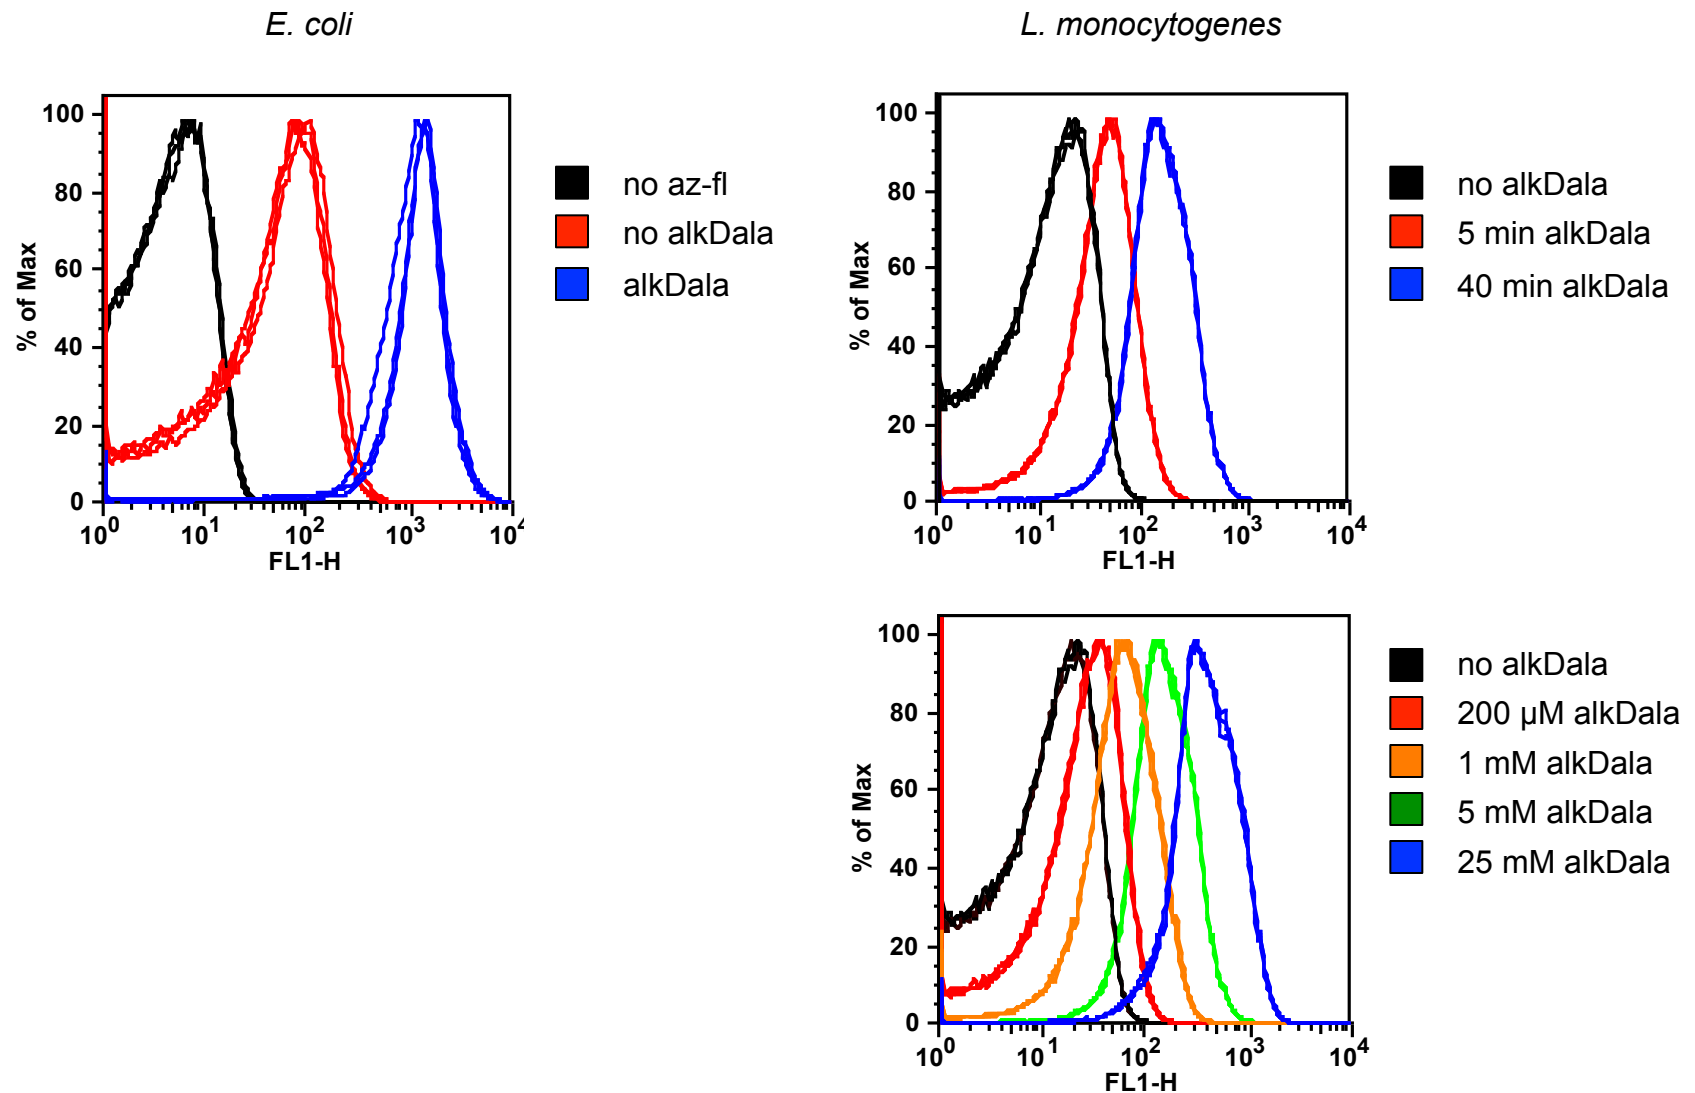 E. coli
L. monocytogenes
100
80
60
40
20
0
% of Max
10^0 10^1 10^2 10^3 10^4
FL1-H
no az-fl
no alkDala
alkDala
100
80
60
40
20
0
% of Max
10^0 10^1 10^2 10^3 10^4
FL1-H
no alkDala
5 min alkDala
40 min alkDala
100
80
60
40
20
0
% of Max
10^0 10^1 10^2 10^3 10^4
FL1-H
no alkDala
200 µM alkDala
1 mM alkDala
5 mM alkDala
25 mM alkDala